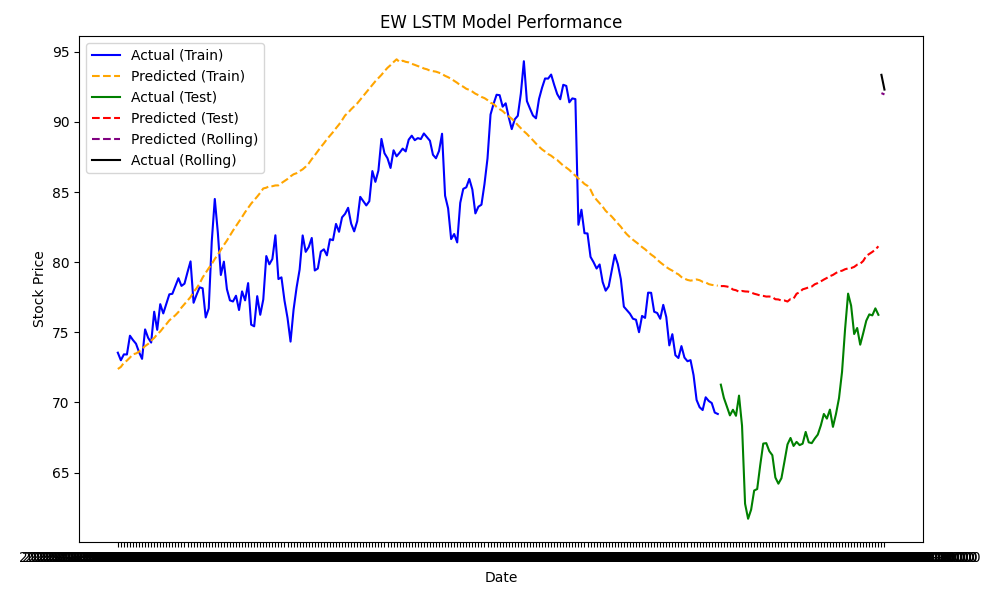 EW LSTM Model Performance
Actual (Train)
Predicted (Train)
Actual (Test)
Predicted (Test)
Predicted (Rolling)
Actual (Rolling)
95
90
85
80
75
70
65
Stock Price
Date